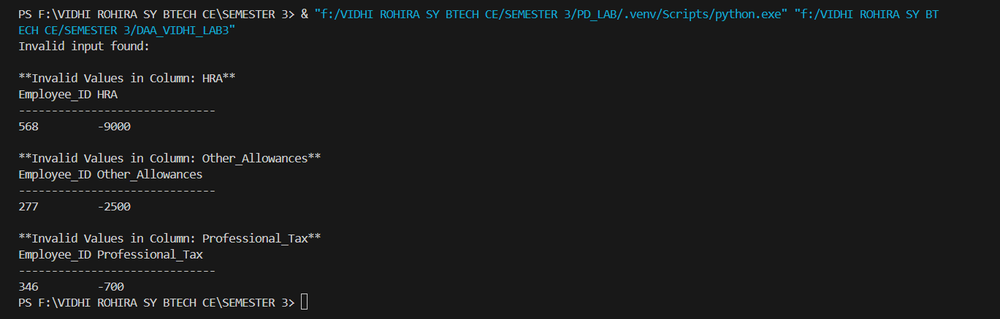 PS F:\VIDHI ROHIRA SY BTECH CE\SEMESTER 3> & "f:/VIDHI ROHIRA SY BTECH CE/SEMESTER 3/PD_LAB/.venv/Scripts/python.exe" "f:/VIDHI ROHIRA SY BT
ECH CE/SEMESTER 3/DAA_VIDHI_LAB3"
Invalid input found:
**Invalid Values in Column: HRA**
Employee_ID HRA
------------------------------
568         -9000
**Invalid Values in Column: Other_Allowances**
Employee_ID Other_Allowances
------------------------------
277         -2500
**Invalid Values in Column: Professional_Tax**
Employee_ID Professional_Tax
------------------------------
346         -700
PS F:\VIDHI ROHIRA SY BTECH CE\SEMESTER 3>